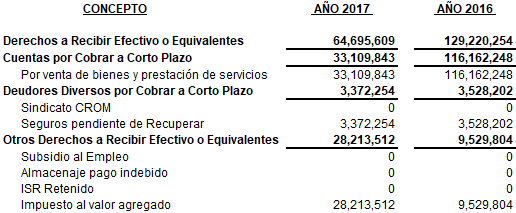 CONCEPTO AÑO 2017 AÑO 2016
Derechos a Recibir Efectivo o Equivalentes 64,695,609 129,220,254
Cuentas por Cobrar a Corto Plazo 33,109,843 116,162,248
Por venta de bienes y prestación de servicios 33,109,843 116,162,248
Deudores Diversos por Cobrar a Corto Plazo 3,372,254 3,528,202
Sindicato CROM 0 0
Seguros pendiente de Recuperar 3,372,254 3,528,202
Otros Derechos a Recibir Efectivo o Equivalentes 28,213,512 9,529,804
Subsidio al Empleo 0 0
Almacenaje pago indebido 0 0
ISR Retenido 0 0
Impuesto al valor agregado 28,213,512 9,529,804